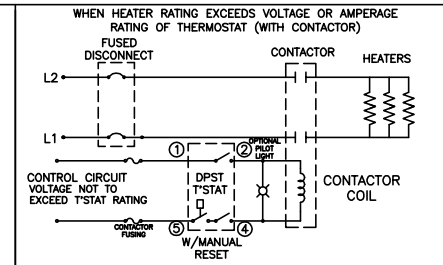 WHEN HEATER RATING EXCEEDS VOLTAGE OR AMPERAGE
RATING OF THERMOSTAT (WITH CONTACTOR)
FUSED
DISCONNECT
CONTACTOR
HEATERS
L2
L1
1
2
OPTIONAL
PILOT
LIGHT
CONTROL CIRCUIT
VOLTAGE NOT TO
EXCEED T'STAT RATING
DPST
T'STAT
CONTACTOR
COIL
CONTACTOR
FUSING
5
4
W/MANUAL
RESET